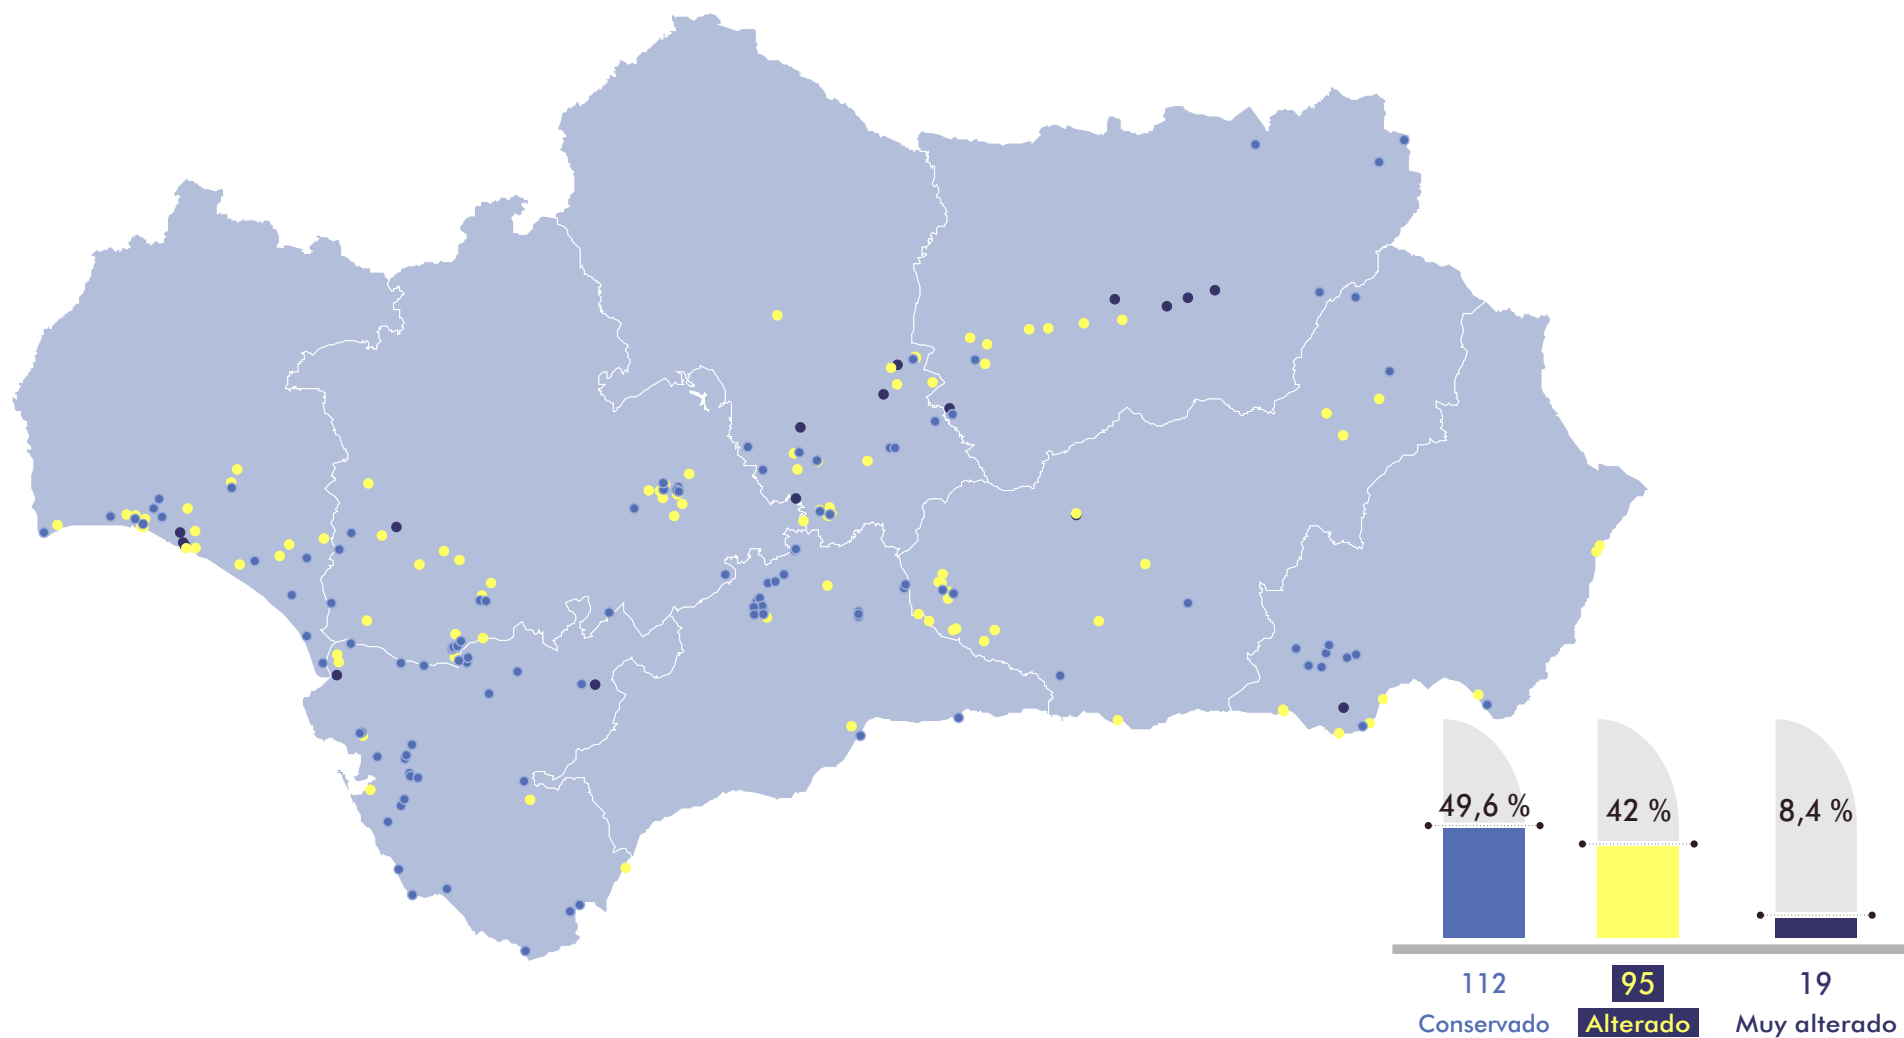 49,6 % 42 % 8,4 %
112 95 19
Conservado Alterado Muy alterado